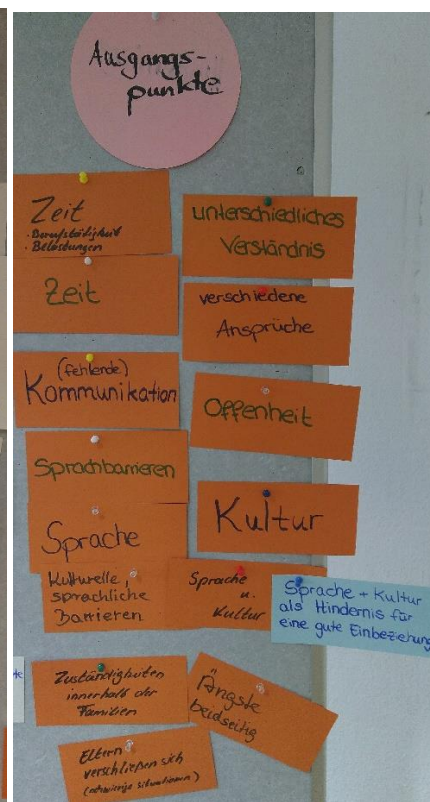 Ausgangs-
punkte
Zeit
· Berufstätigkeit
· Belastungen
unterschiedliches
Verständnis
Zeit
verschiedene
Ansprüche
(fehlende)
Kommunikation
Offenheit
Sprachbarrieren
Kultur
Sprache
Kulturelle,
sprachliche
Barrieren
Sprache
u.
Kultur
Sprache + Kultur
als Hindernis für
eine gute Einbeziehung
Zuständigkeiten
innerhalb der
Familien
Ängste
beidseitig
Eltern
verschließen sich
(schwierige Situationen)